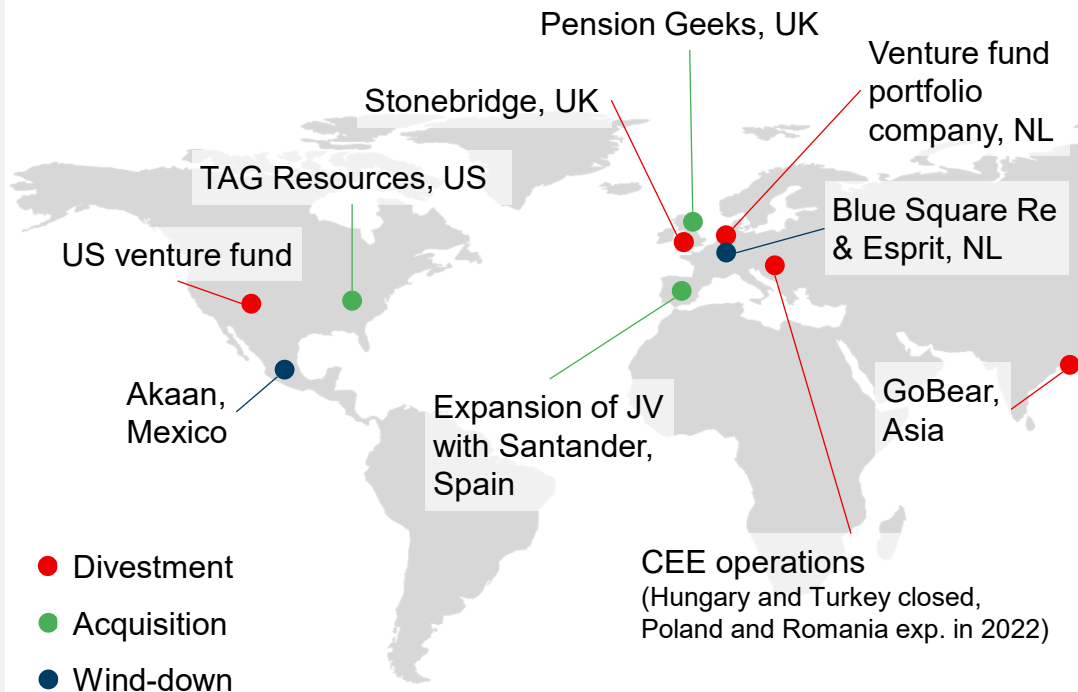 Pension Geeks, UK
Venture fund
portfolio
company, NL
Stonebridge, UK
TAG Resources, US
Blue Square Re
& Esprit, NL
US venture fund
Akaan,
Mexico
Expansion of JV
with Santander,
Spain
GoBear,
Asia
CEE operations
(Hungary and Turkey closed,
Poland and Romania exp. in 2022)
Divestment
Acquisition
Wind-down